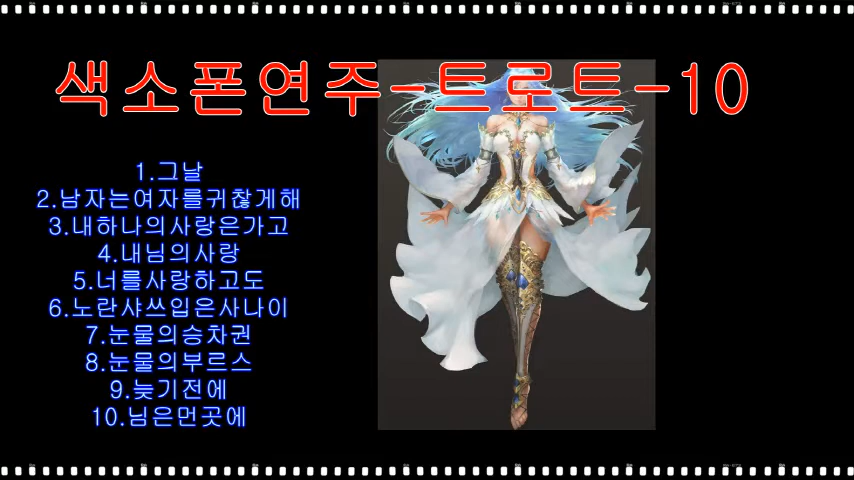 색소폰연주-트로트-10
1.그날
2.남자는여자를귀찮게해
3.내하나의사랑은가고
4.내님의사랑
5.너를사랑하고도
6.노란샤쓰입은사나이
7.눈물의승차권
8.눈물의부르스
9.늦기전에
10.님은먼곳에